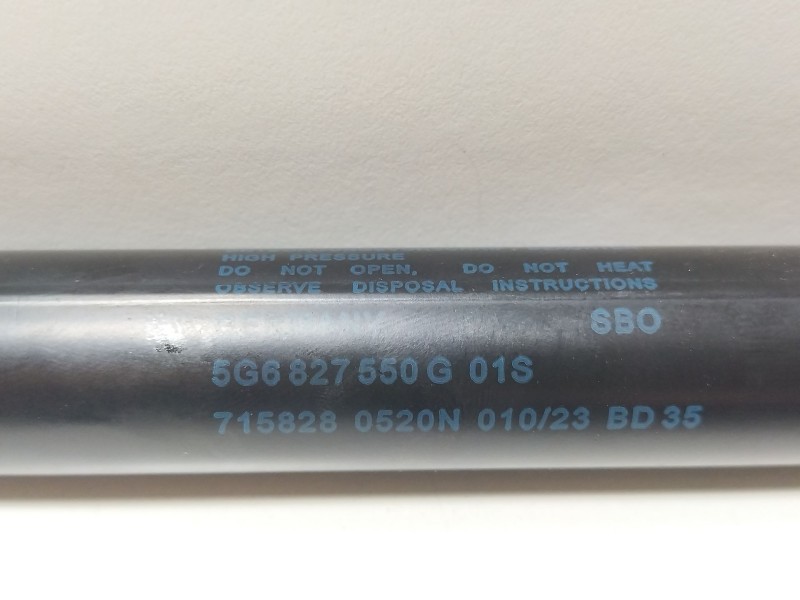 HIGH PRESSURE
DO NOT OPEN, DO NOT HEAT
OBSERVE DISPOSAL INSTRUCTIONS
SBO
5G6 827 550 G 01S
715828 0520N 010/23 BD 35